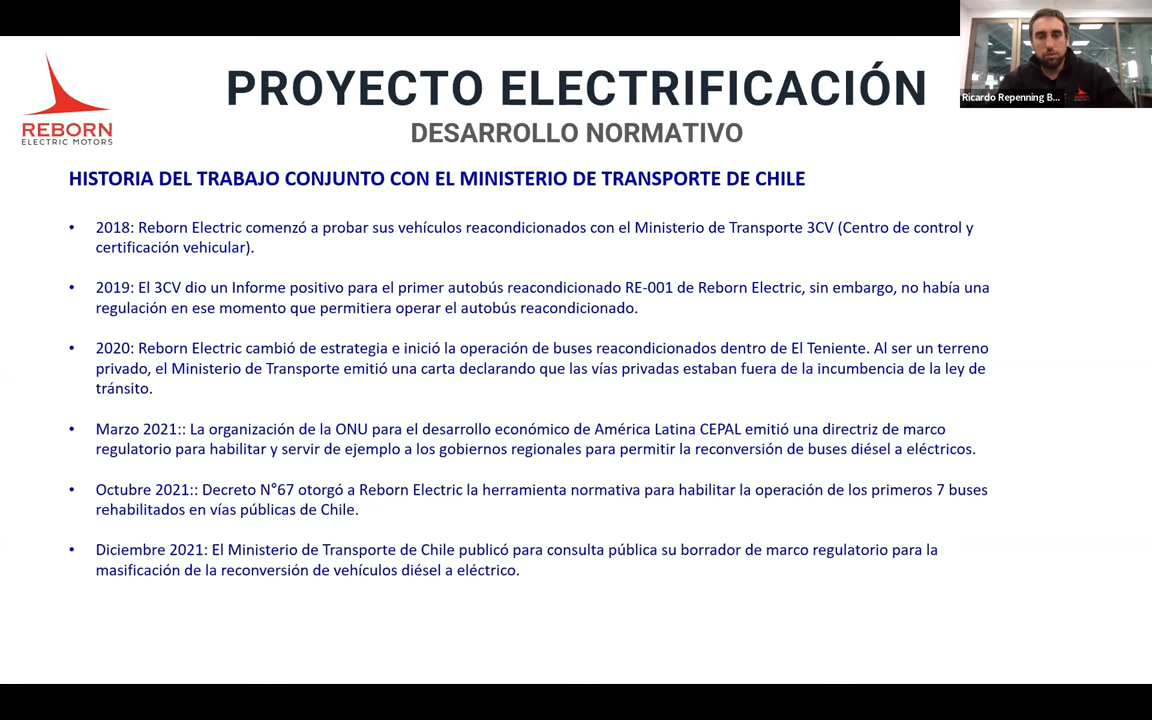 PROYECTO ELECTRIFICACIÓN
Ricardo Repenning B...
REBORN
ELECTRIC MOTORS
DESARROLLO NORMATIVO
HISTORIA DEL TRABAJO CONJUNTO CON EL MINISTERIO DE TRANSPORTE DE CHILE
• 2018: Reborn Electric comenzó a probar sus vehículos reacondicionados con el Ministerio de Transporte 3CV (Centro de control y
certificación vehicular).
• 2019: El 3CV dio un Informe positivo para el primer autobús reacondicionado RE-001 de Reborn Electric, sin embargo, no había una
regulación en ese momento que permitiera operar el autobús reacondicionado.
• 2020: Reborn Electric cambió de estrategia e inició la operación de buses reacondicionados dentro de El Teniente. Al ser un terreno
privado, el Ministerio de Transporte emitió una carta declarando que las vías privadas estaban fuera de la incumbencia de la ley de
tránsito.
• Marzo 2021:: La organización de la ONU para el desarrollo económico de América Latina CEPAL emitió una directriz de marco
regulatorio para habilitar y servir de ejemplo a los gobiernos regionales para permitir la reconversión de buses diésel a eléctricos.
• Octubre 2021:: Decreto N°67 otorgó a Reborn Electric la herramienta normativa para habilitar la operación de los primeros 7 buses
rehabilitados en vías públicas de Chile.
• Diciembre 2021: El Ministerio de Transporte de Chile publicó para consulta pública su borrador de marco regulatorio para la
masificación de la reconversión de vehículos diésel a eléctrico.